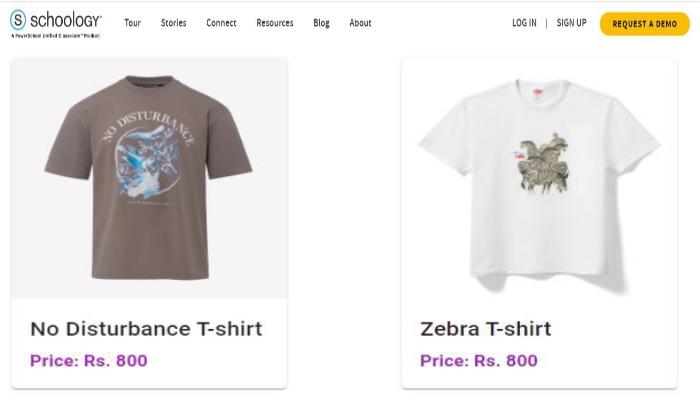 S schoology
A PowerSchool Unified Classroom Product
Tour Stories Connect Resources Blog About
LOG IN | SIGN UP
REQUEST A DEMO
NO DISTURBANCE
No Disturbance T-shirt
Price: Rs. 800
Zebra T-shirt
Price: Rs. 800